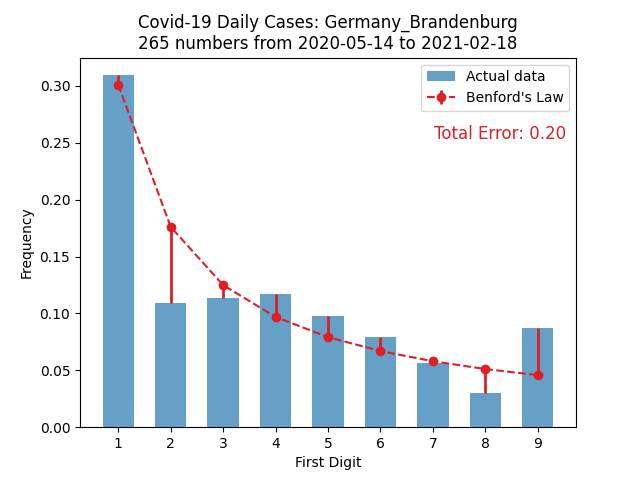 Covid-19 Daily Cases: Germany_Brandenburg
265 numbers from 2020-05-14 to 2021-02-18
Actual data
Benford's Law
Total Error: 0.20
Frequency
0.30
0.25
0.20
0.15
0.10
0.05
0.00
1 2 3 4 5 6 7 8 9
First Digit